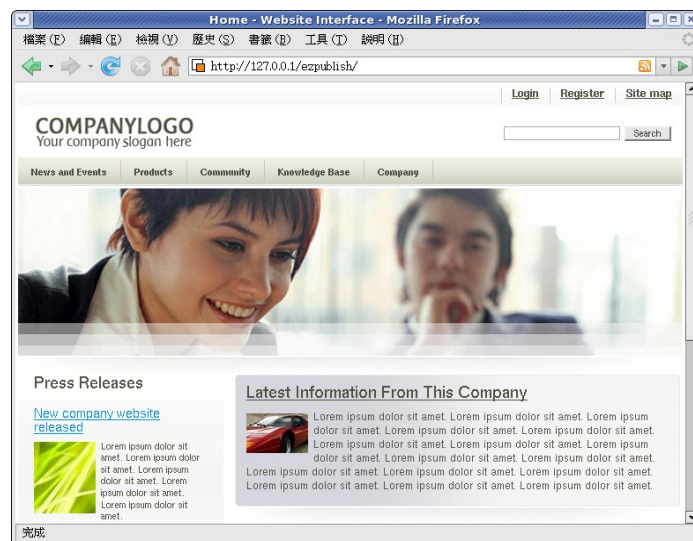 Home - Website Interface - Mozilla Firefox
檔案(F) 編輯(E) 檢視(V) 歷史(S) 書籤(B) 工具(T) 說明(H)
http://127.0.0.1/ezpublish/
Login Register Site map
COMPANYLOGO
Your company slogan here
Search
News and Events Products Community Knowledge Base Company
Press Releases
New company website
released
Lorem ipsum dolor sit
amet. Lorem ipsum dolor
sit amet. Lorem ipsum
dolor sit amet. Lorem
ipsum dolor sit amet.
Lorem ipsum dolor sit
amet.
Latest Information From This Company
Lorem ipsum dolor sit amet. Lorem ipsum dolor sit amet. Lorem ipsum
dolor sit amet. Lorem ipsum dolor sit amet. Lorem ipsum dolor sit amet.
Lorem ipsum dolor sit amet. Lorem ipsum dolor sit amet. Lorem ipsum
dolor sit amet. Lorem ipsum dolor sit amet. Lorem ipsum dolor sit amet.
Lorem ipsum dolor sit amet. Lorem ipsum dolor sit amet. Lorem ipsum dolor sit amet.
Lorem ipsum dolor sit amet. Lorem ipsum dolor sit amet. Lorem ipsum dolor sit amet.
完成